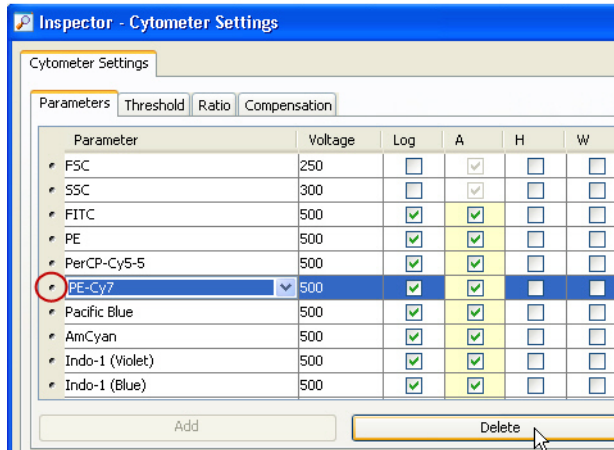 Inspector - Cytometer Settings
Cytometer Settings
Parameters Threshold Ratio Compensation
Parameter Voltage Log A H W
FSC 250
SSC 300
FITC 500
PE 500
PerCP-Cy5-5 500
PE-Cy7 500
Pacific Blue 500
AmCyan 500
Indo-1 (Violet) 500
Indo-1 (Blue) 500
Add Delete